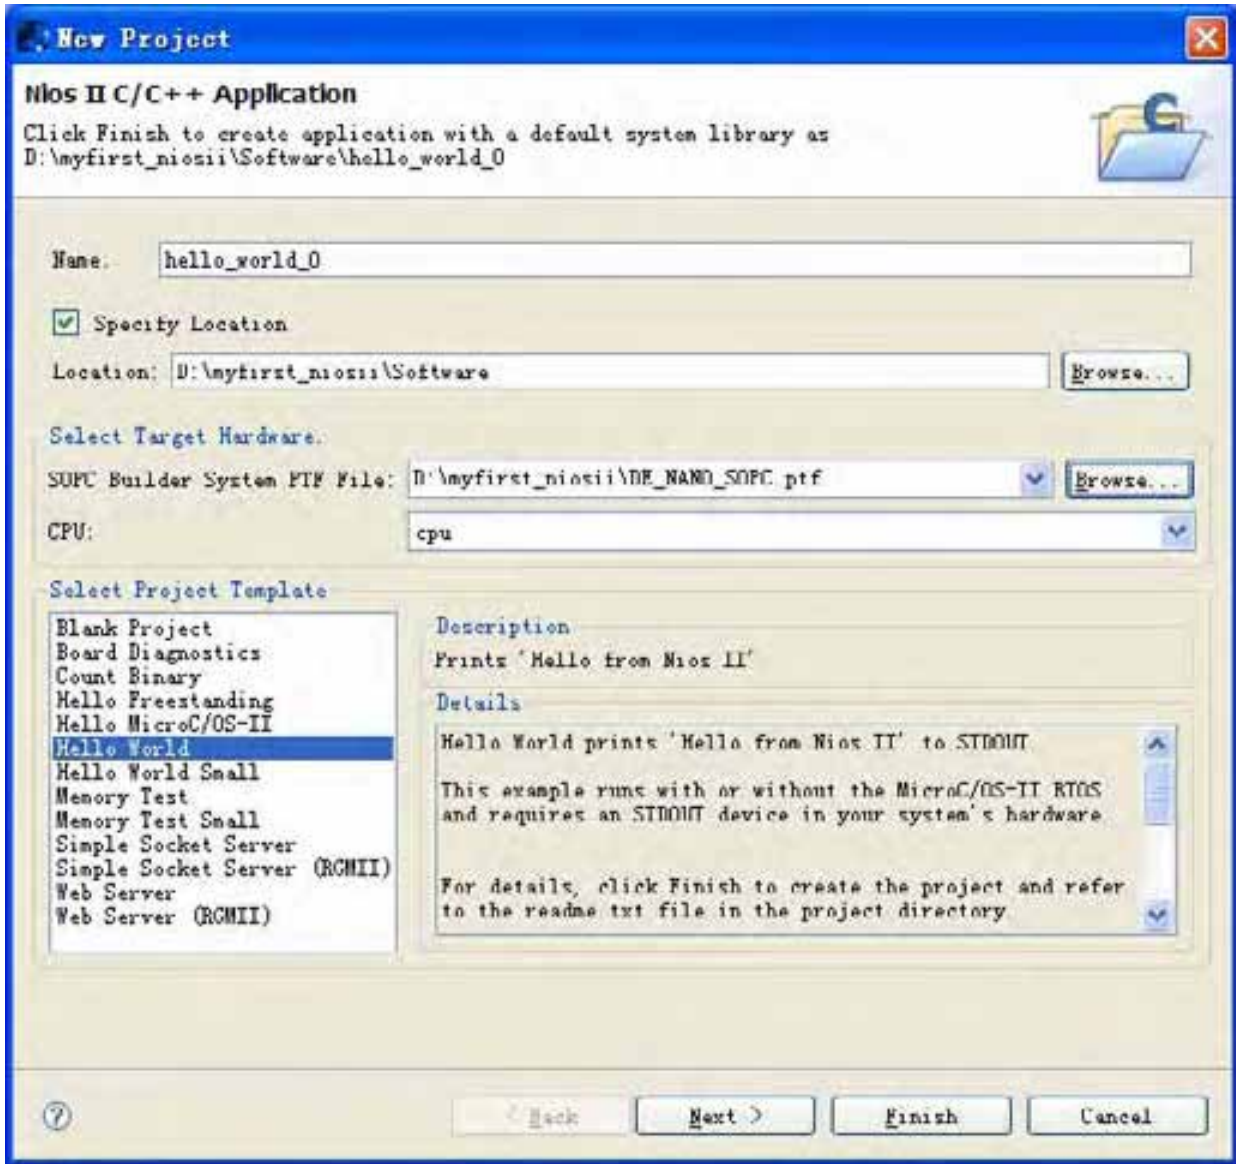 New Project
Nios II C/C++ Application
Click Finish to create application with a default system library as
D:\myfirst_niosii\Software\hello_world_0
Name:
hello_world_0
Specify Location
Location: D:\myfirst_niosii\Software
Browse...
Select Target Hardware.
SOPC Builder System PTF File: D:\myfirst_niosii\DE_NANO_SOPC.ptf
Browse...
CPU: cpu
Select Project Template
Blank Project
Board Diagnostics
Count Binary
Hello Freestanding
Hello MicroC/OS-II
Hello World
Hello World Small
Memory Test
Memory Test Small
Simple Socket Server
Simple Socket Server (RGMII)
Web Server
Web Server (RGMII)
Description
Prints 'Hello from Nios II'
Details
Hello World prints 'Hello from Nios II' to STDOUT.
This example runs with or without the MicroC/OS-II RTOS
and requires an STDOUT device in your system's hardware.
For details, click Finish to create the project and refer
to the readme.txt file in the project directory.
?
< Back
Next >
Finish
Cancel